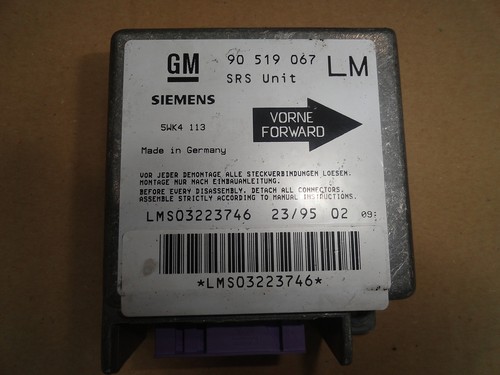 GM 90 519 067 LM
SRS Unit
SIEMENS
5WK4 113
VORNE
FORWARD
Made in Germany
VOR JEDER DEMONTAGE ALLE STECKVERBINDUNGEN LOESEN.
MONTAGE NUR NACH EINBAUANLEITUNG.
BEFORE EVERY DISASSEMBLY, DETACH ALL CONNECTORS.
ASSEMBLE STRICTLY ACCORDING TO MANUAL INSTRUCTIONS.
LMS03223746 23/95 02 09:
*LMS03223746*